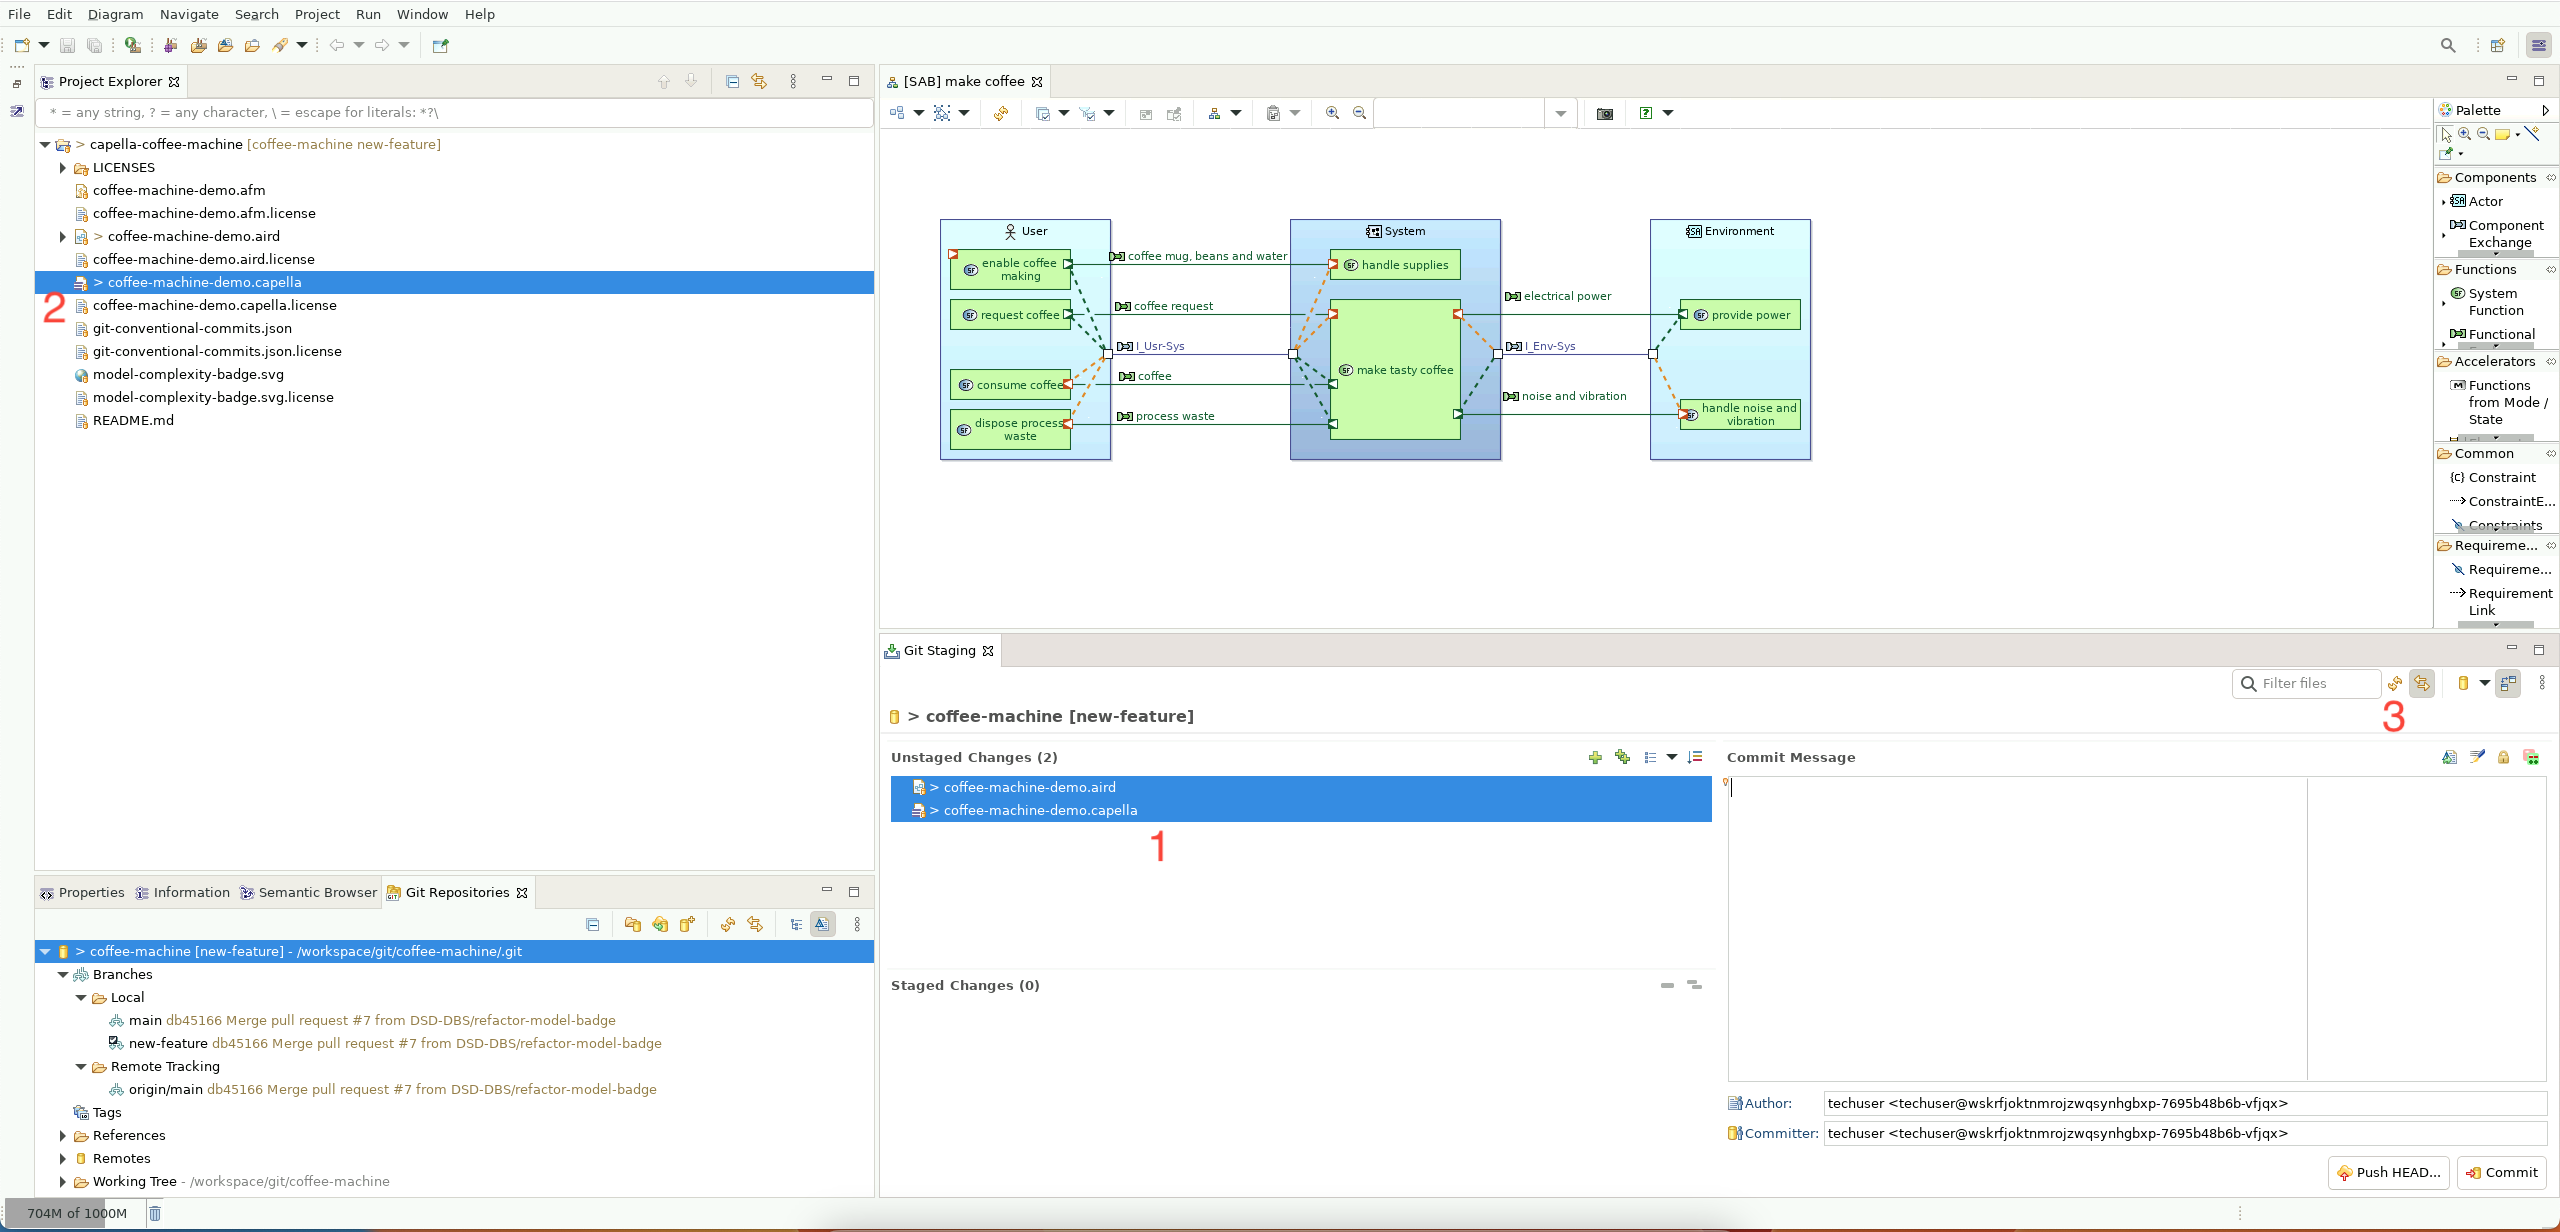 File Edit Diagram Navigate Search Project Run Window Help
Project Explorer
* = any string, ? = any character, \ = escape for literals: *?\
> capella-coffee-machine [coffee-machine new-feature]
LICENSES
coffee-machine-demo.afm
coffee-machine-demo.afm.license
> coffee-machine-demo.aird
coffee-machine-demo.aird.license
> coffee-machine-demo.capella
2
coffee-machine-demo.capella.license
git-conventional-commits.json
git-conventional-commits.json.license
model-complexity-badge.svg
model-complexity-badge.svg.license
README.md
Properties Information Semantic Browser Git Repositories
> coffee-machine [new-feature] - /workspace/git/coffee-machine/.git
Branches
Local
main db45166 Merge pull request #7 from DSD-DBS/refactor-model-badge
new-feature db45166 Merge pull request #7 from DSD-DBS/refactor-model-badge
Remote Tracking
origin/main db45166 Merge pull request #7 from DSD-DBS/refactor-model-badge
Tags
References
Remotes
Working Tree - /workspace/git/coffee-machine
704M of 1000M
[SAB] make coffee
User
enable coffee
making
request coffee
consume coffee
dispose process
waste
coffee mug, beans and water
coffee request
I_Usr-Sys
coffee
process waste
System
handle supplies
make tasty coffee
electrical power
I_Env-Sys
noise and vibration
Environment
provide power
handle noise and
vibration
Palette
Components
Actor
Component
Exchange
Functions
System
Function
Functional
Accelerators
Functions
from Mode /
State
Common
Constraint
ConstraintE...
Constraints
Requireme...
Requireme...
Requirement
Link
Git Staging
Filter files
3
> coffee-machine [new-feature]
Unstaged Changes (2)
> coffee-machine-demo.aird
> coffee-machine-demo.capella
1
Staged Changes (0)
Commit Message
Author: techuser <techuser@wskrfjoktnmrojzwqsynhgbxp-7695b48b6b-vfjqx>
Committer: techuser <techuser@wskrfjoktnmrojzwqsynhgbxp-7695b48b6b-vfjqx>
Push HEAD... Commit